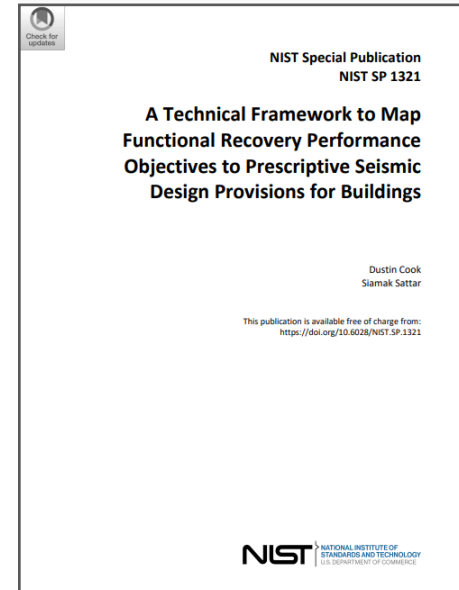 Check for
updates
NIST Special Publication
NIST SP 1321
A Technical Framework to Map
Functional Recovery Performance
Objectives to Prescriptive Seismic
Design Provisions for Buildings
Dustin Cook
Siamak Sattar
This publication is available free of charge from:
https://doi.org/10.6028/NIST.SP.1321
NIST
NATIONAL INSTITUTE OF
STANDARDS AND TECHNOLOGY
U.S. DEPARTMENT OF COMMERCE